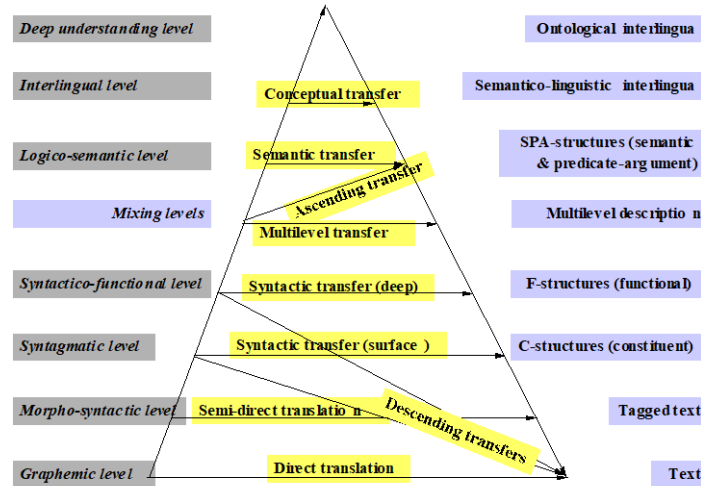 Deep understanding level
Ontological interlingua
Interlingual level
Conceptual transfer
Semantico-linguistic interlingua
Logico-semantic level
Semantic transfer
SPA-structures (semantic
& predicate-argument)
Ascending transfer
Mixing levels
Multilevel transfer
Multilevel description
Syntactico-functional level
Syntactic transfer (deep)
F-structures (functional)
Syntagmatic level
Syntactic transfer (surface )
C-structures (constituent)
Morpho-syntactic level
Semi-direct translation
Descending transfers
Tagged text
Graphemic level
Direct translation
Text